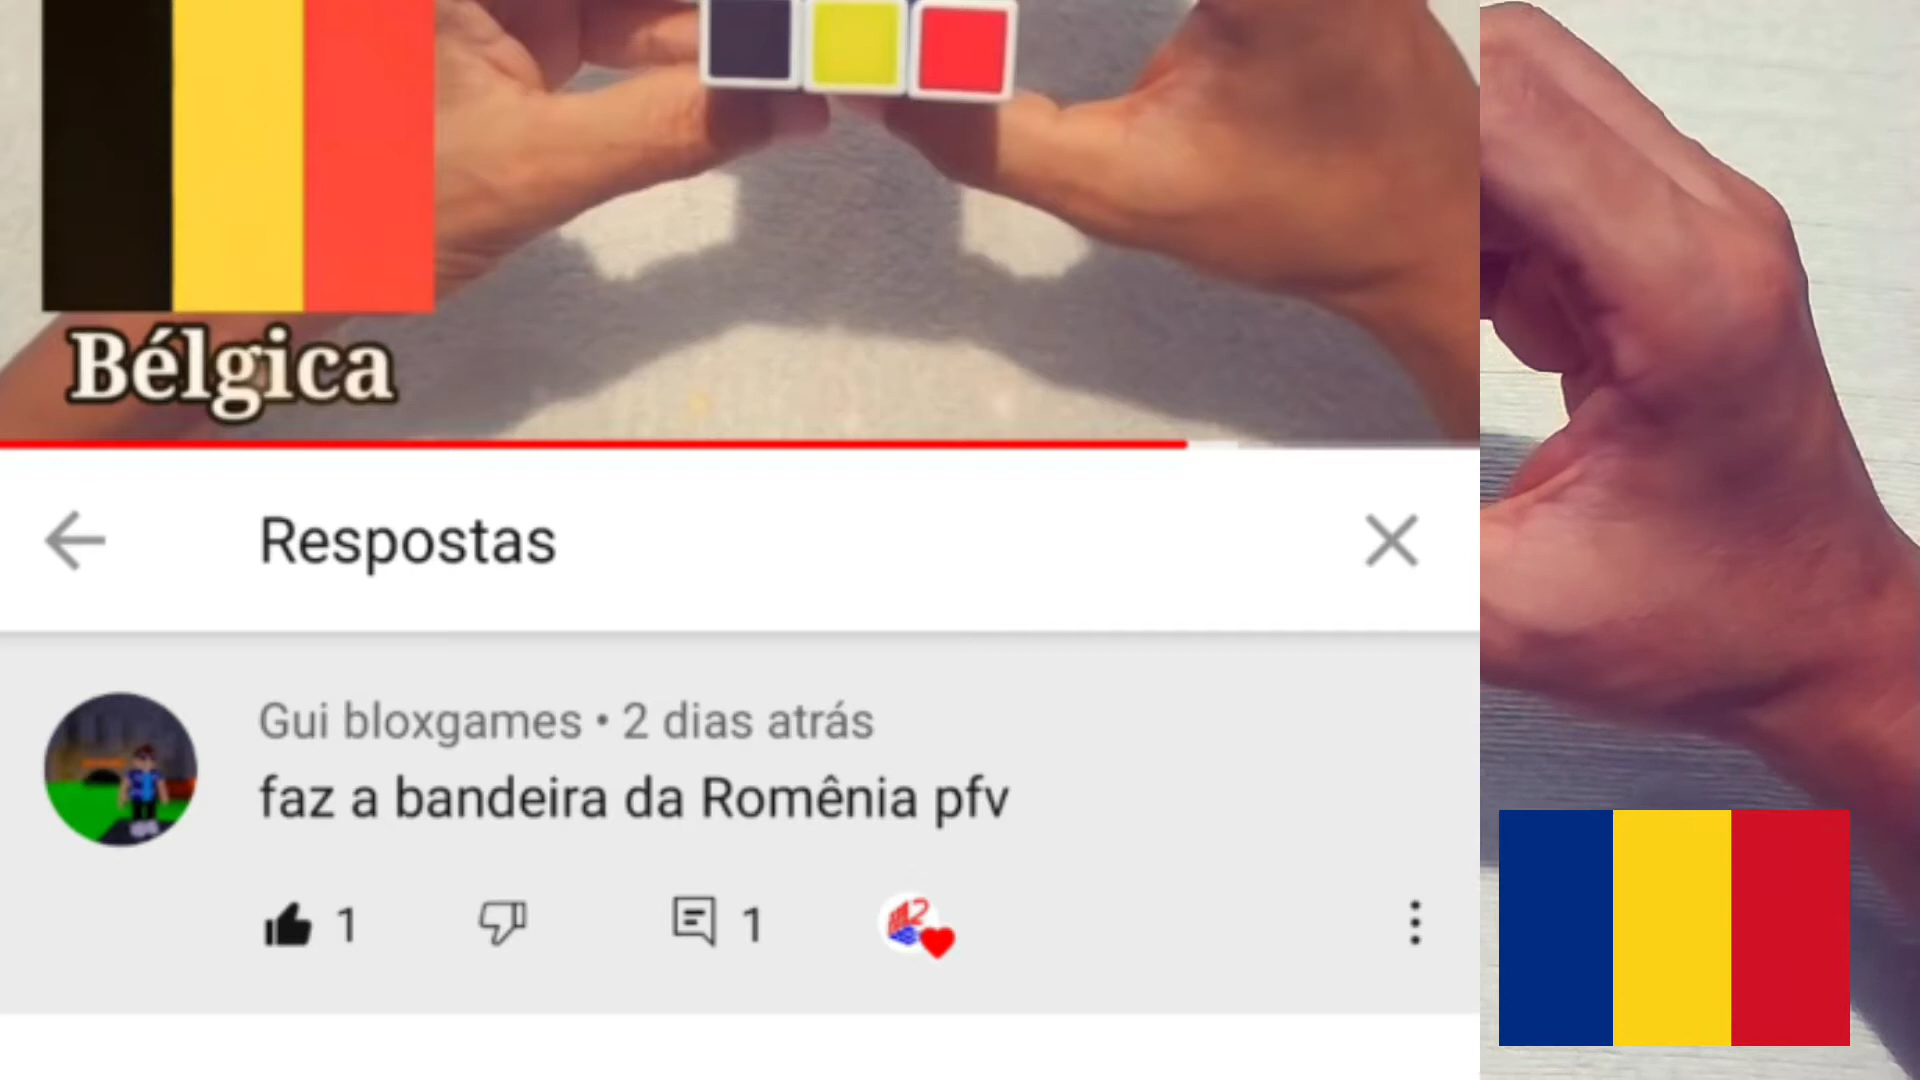 Bélgica
Respostas
Gui bloxgames • 2 dias atrás
faz a bandeira da Romênia pfv
1 1